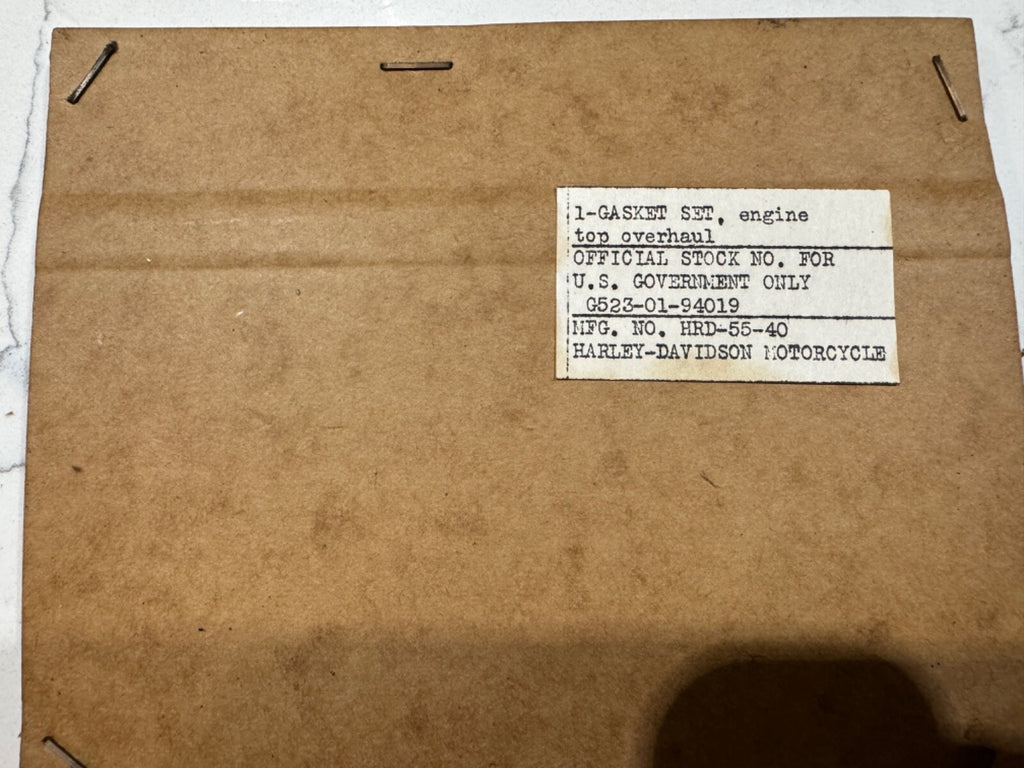 1-GASKET SET, engine
top overhaul
OFFICIAL STOCK NO. FOR
U.S. GOVERNMENT ONLY
G523-01-94019
MFG. NO. HRD-55-40
HARLEY-DAVIDSON MOTORCYCLE